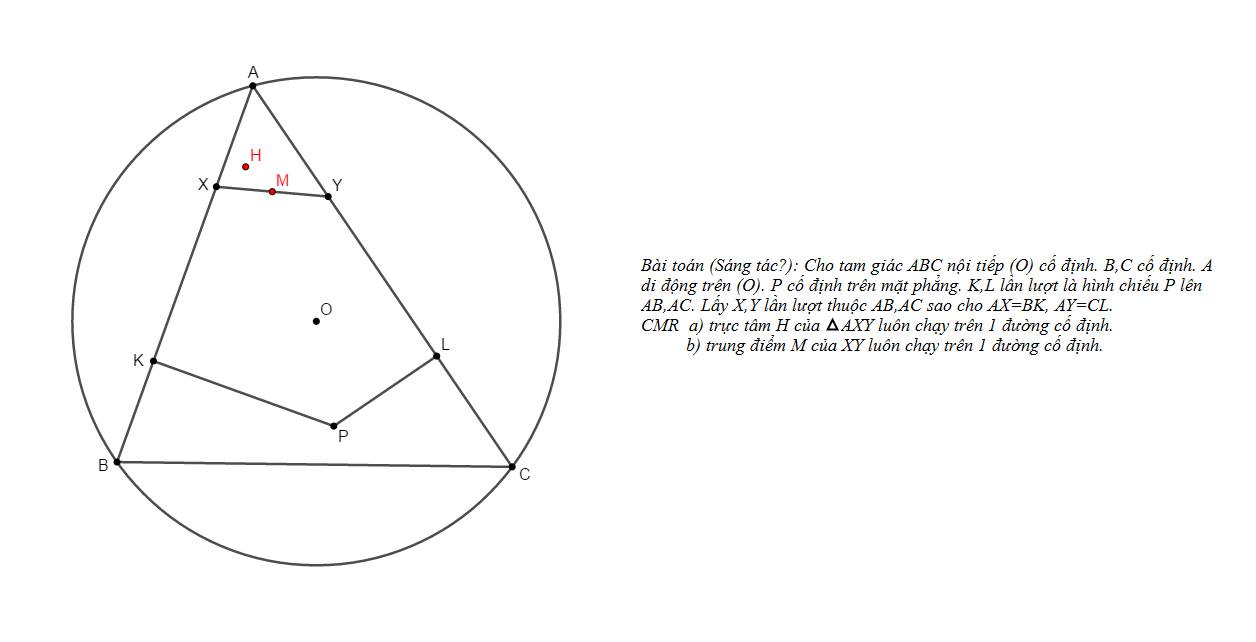 A
H
X
M
Y
O
K
L
P
B
C
Bài toán (Sáng tác?): Cho tam giác ABC nội tiếp (O) cố định. B,C cố định. A
di động trên (O). P cố định trên mặt phẳng. K,L lần lượt là hình chiếu P lên
AB,AC. Lấy X,Y lần lượt thuộc AB,AC sao cho AX=BK, AY=CL.
CMR a) trực tâm H của ΔAXY luôn chạy trên 1 đường cố định.
b) trung điểm M của XY luôn chạy trên 1 đường cố định.